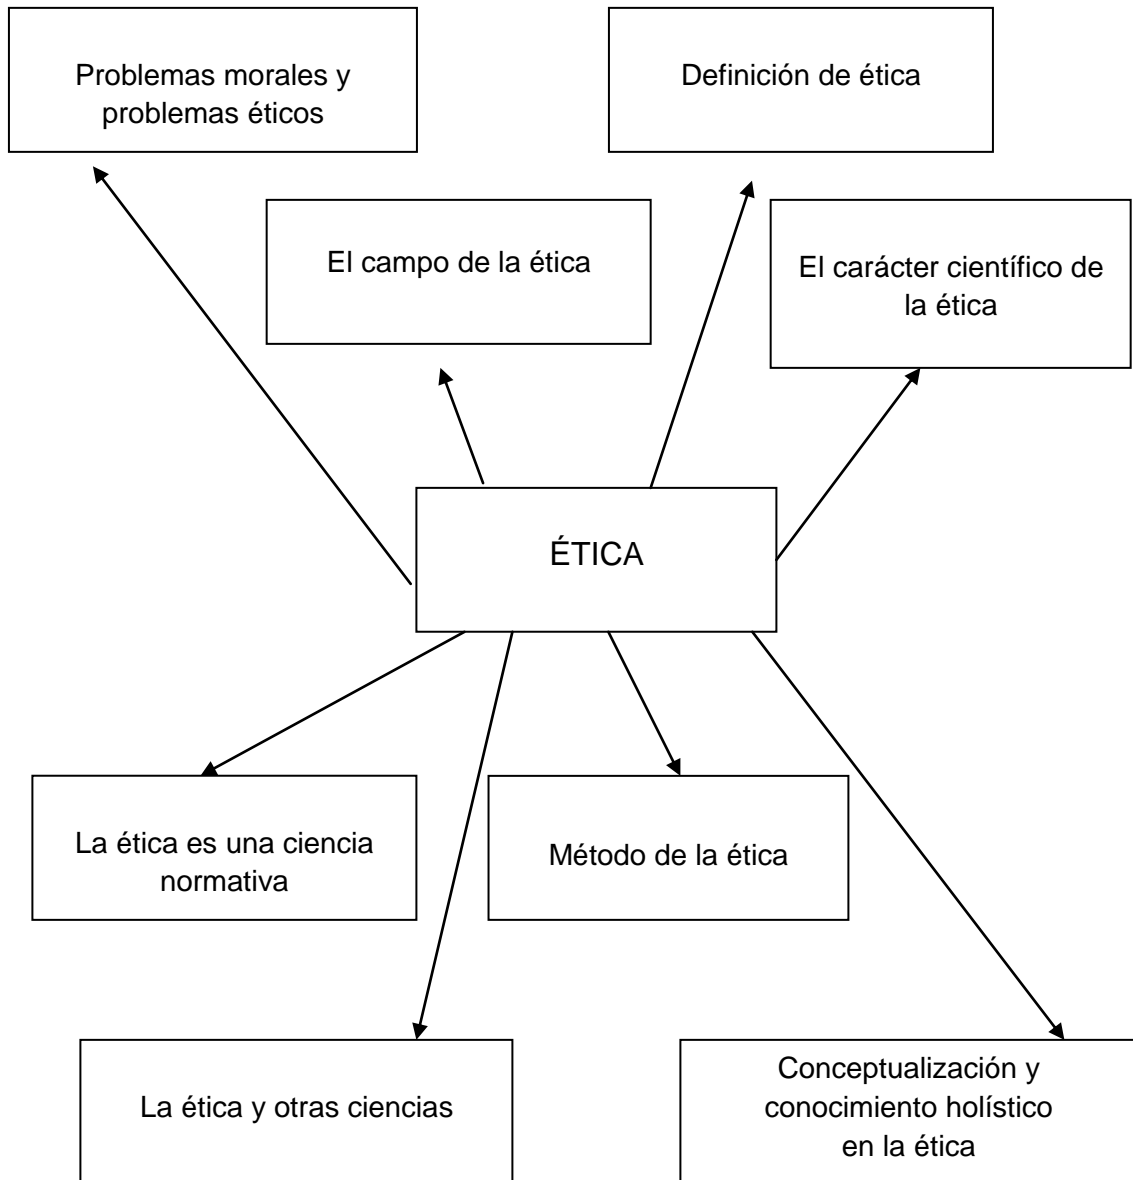 Problemas morales y
problemas éticos
Definición de ética
El campo de la ética
El carácter científico de
la ética
ÉTICA
La ética es una ciencia
normativa
Método de la ética
La ética y otras ciencias
Conceptualización y
conocimiento holístico
en la ética